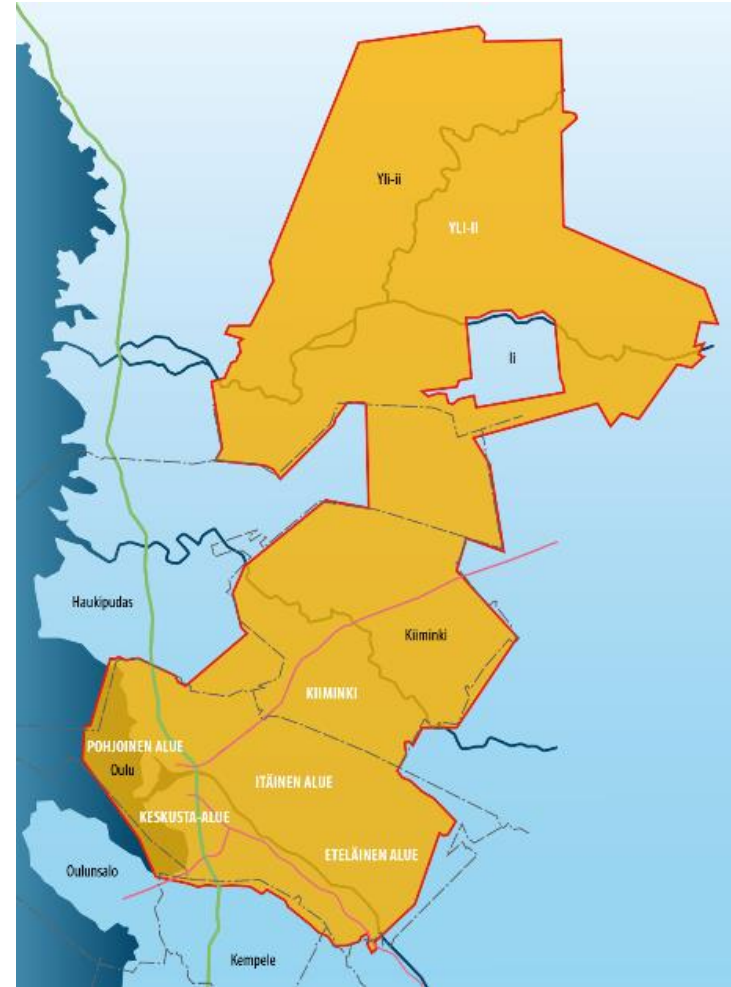 Yli-ii
YLI-II
Ii
Haukipudas
Kiiminki
KIIMINKI
POHJOINEN ALUE
Oulu
ITÄINEN ALUE
KESKUSTA-ALUE
ETELÄINEN ALUE
Oulunsalo
Kempele